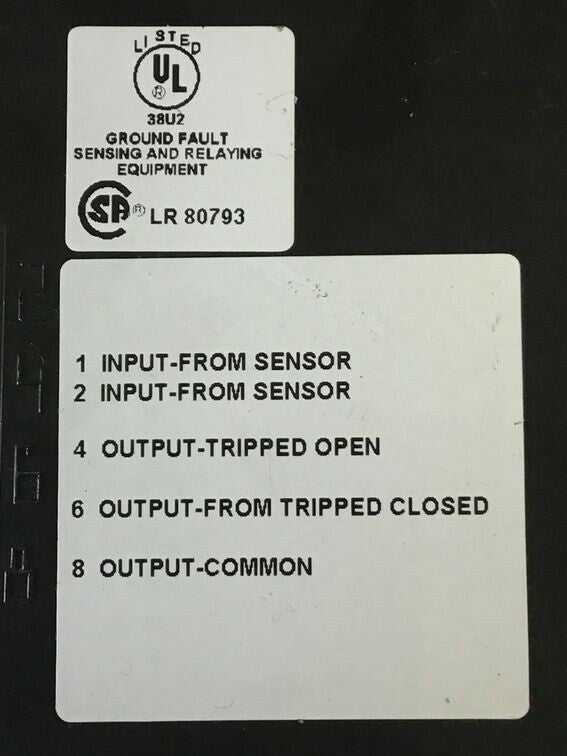 LISTED
UL
®
38U2
GROUND FAULT
SENSING AND RELAYING
EQUIPMENT
SA ® LR 80793
1 INPUT-FROM SENSOR
2 INPUT-FROM SENSOR
4 OUTPUT-TRIPPED OPEN
6 OUTPUT-FROM TRIPPED CLOSED
8 OUTPUT-COMMON